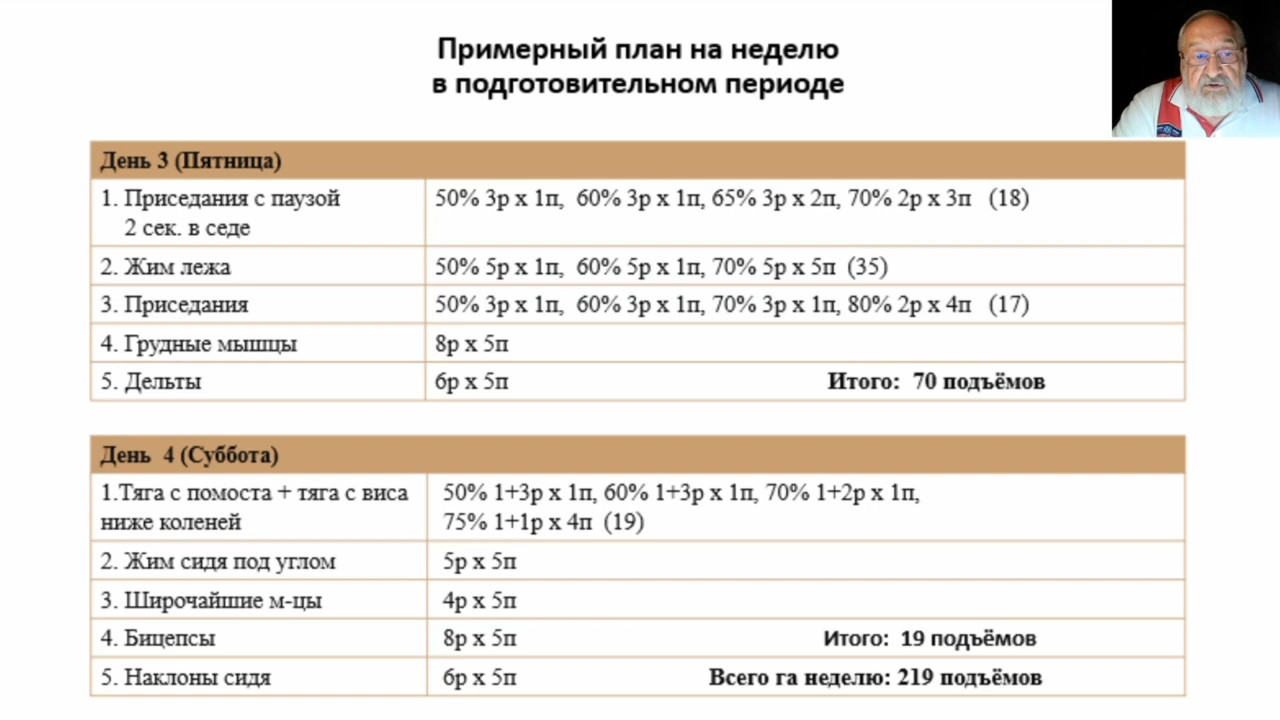 Примерный план на неделю
в подготовительном периоде
День 3 (Пятница)
1. Приседания с паузой
2 сек. в седе
50% 3р х 1п, 60% 3р х 1п, 65% 3р х 2п, 70% 2р х 3п (18)
2. Жим лежа
50% 5р х 1п, 60% 5р х 1п, 70% 5р х 5п (35)
3. Приседания
50% 3р х 1п, 60% 3р х 1п, 70% 3р х 1п, 80% 2р х 4п (17)
4. Грудные мышцы
8р х 5п
5. Дельты
6р х 5п Итого: 70 подъёмов
День 4 (Суббота)
1.Тяга с помоста + тяга с виса
ниже коленей
50% 1+3р х 1п, 60% 1+3р х 1п, 70% 1+2р х 1п,
75% 1+1р х 4п (19)
2. Жим сидя под углом
5р х 5п
3. Широчайшие м-цы
4р х 5п
4. Бицепсы
8р х 5п Итого: 19 подъёмов
5. Наклоны сидя
6р х 5п Всего га неделю: 219 подъёмов